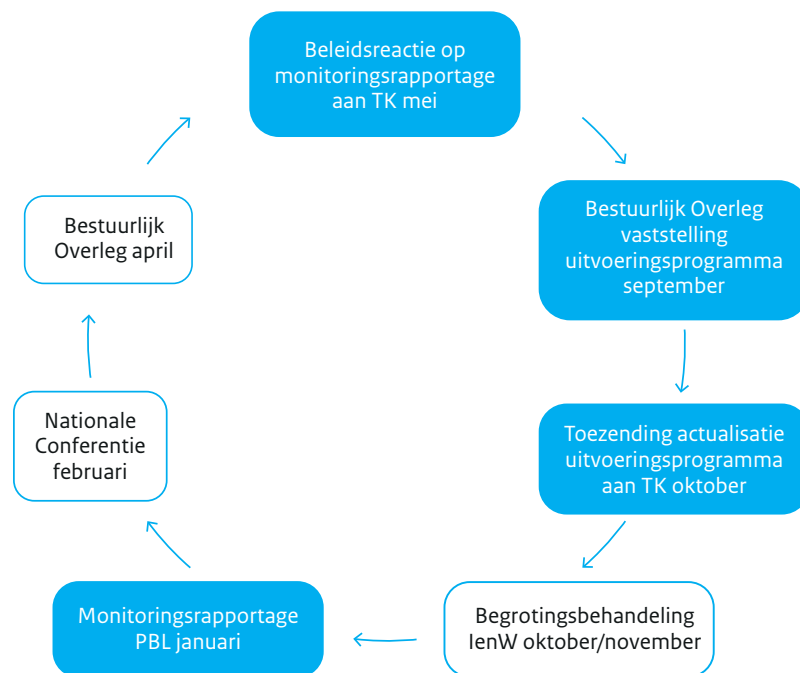 Beleidsreactie op
monitoringsrapportage
aan TK mei
Bestuurlijk Overleg
vaststelling
uitvoeringsprogramma
september
Toezending actualisatie
uitvoeringsprogramma
aan TK oktober
Begrotingsbehandeling
IenW oktober/november
Monitoringsrapportage
PBL januari
Nationale
Conferentie
februari
Bestuurlijk
Overleg april